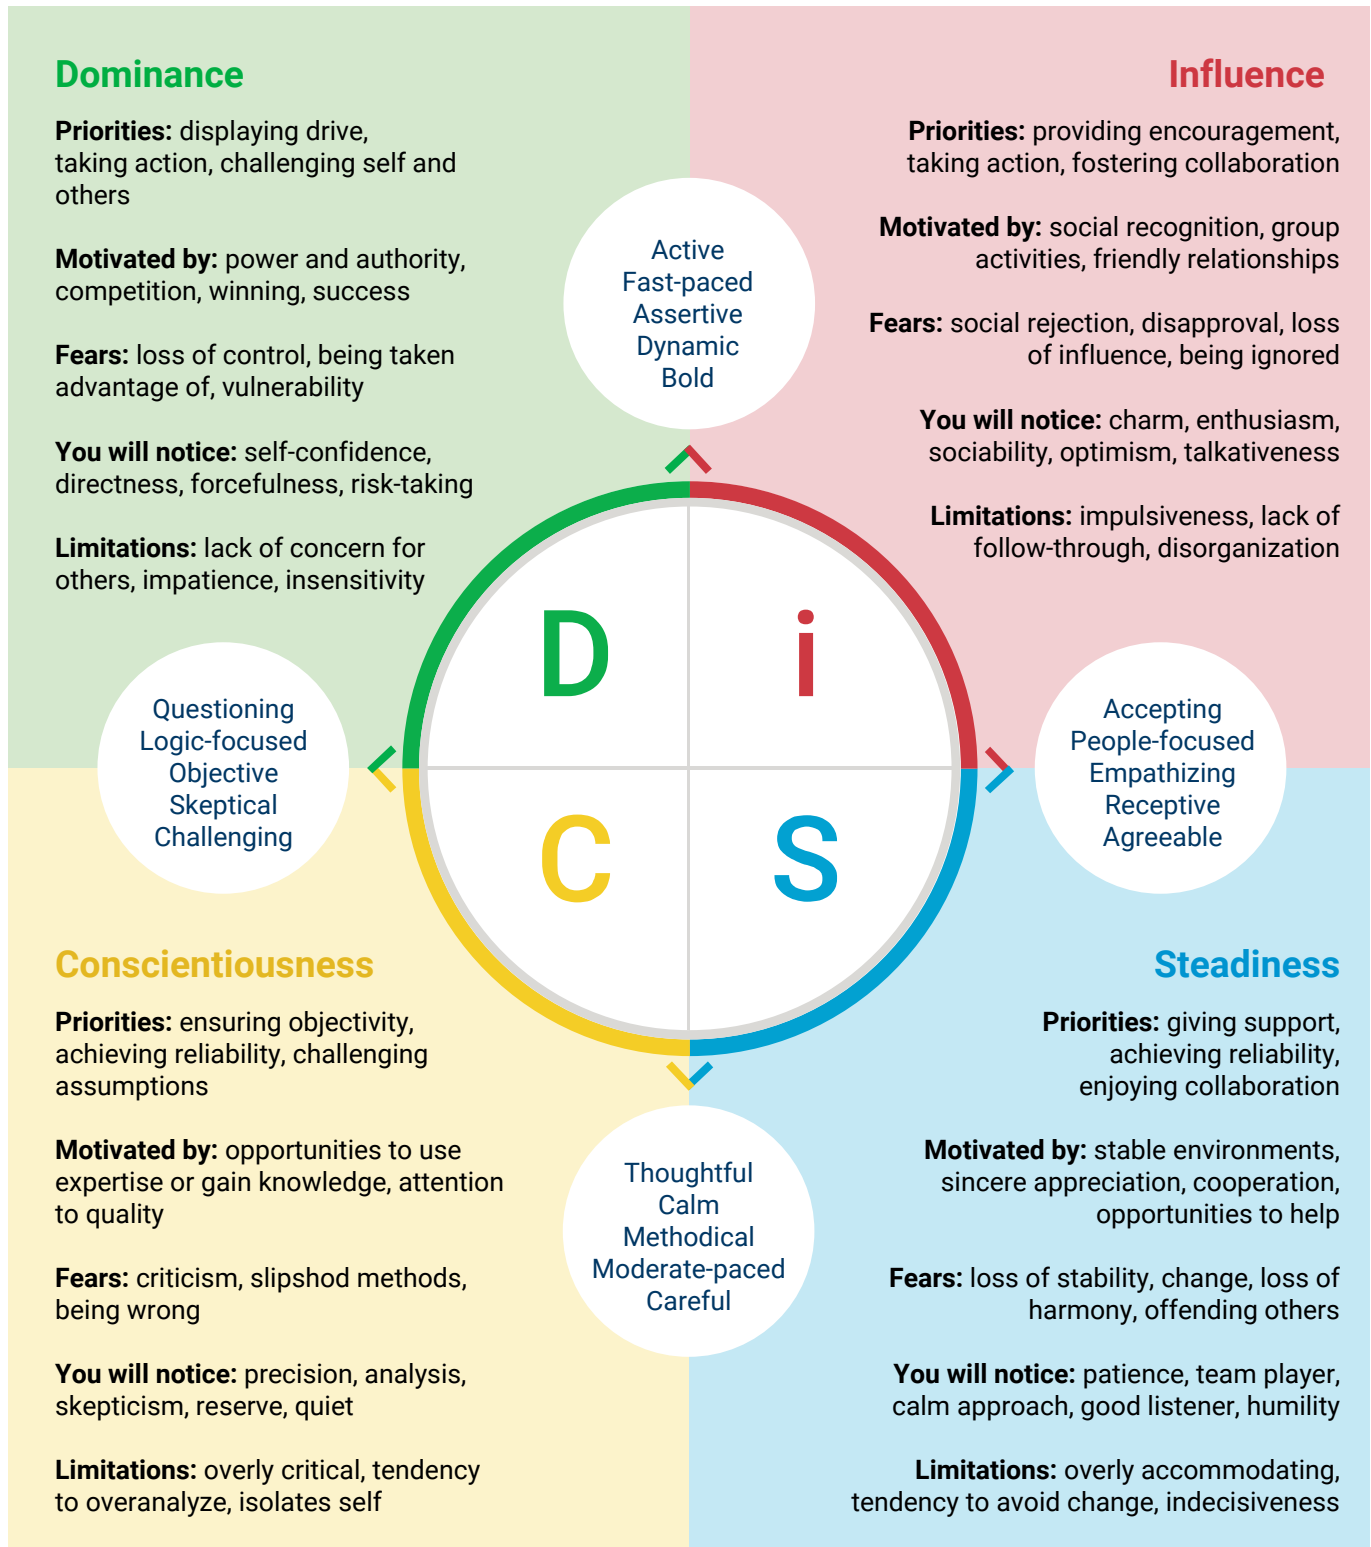 Dominance
Priorities: displaying drive,
taking action, challenging self and
others
Motivated by: power and authority,
competition, winning, success
Fears: loss of control, being taken
advantage of, vulnerability
You will notice: self-confidence,
directness, forcefulness, risk-taking
Limitations: lack of concern for
others, impatience, insensitivity
Influence
Priorities: providing encouragement,
taking action, fostering collaboration
Motivated by: social recognition, group
activities, friendly relationships
Fears: social rejection, disapproval, loss
of influence, being ignored
You will notice: charm, enthusiasm,
sociability, optimism, talkativeness
Limitations: impulsiveness, lack of
follow-through, disorganization
Active
Fast-paced
Assertive
Dynamic
Bold
D
i
C
S
Questioning
Logic-focused
Objective
Skeptical
Challenging
Accepting
People-focused
Empathizing
Receptive
Agreeable
Conscientiousness
Priorities: ensuring objectivity,
achieving reliability, challenging
assumptions
Motivated by: opportunities to use
expertise or gain knowledge, attention
to quality
Fears: criticism, slipshod methods,
being wrong
You will notice: precision, analysis,
skepticism, reserve, quiet
Limitations: overly critical, tendency
to overanalyze, isolates self
Thoughtful
Calm
Methodical
Moderate-paced
Careful
Steadiness
Priorities: giving support,
achieving reliability,
enjoying collaboration
Motivated by: stable environments,
sincere appreciation, cooperation,
opportunities to help
Fears: loss of stability, change, loss of
harmony, offending others
You will notice: patience, team player,
calm approach, good listener, humility
Limitations: overly accommodating,
tendency to avoid change, indecisiveness